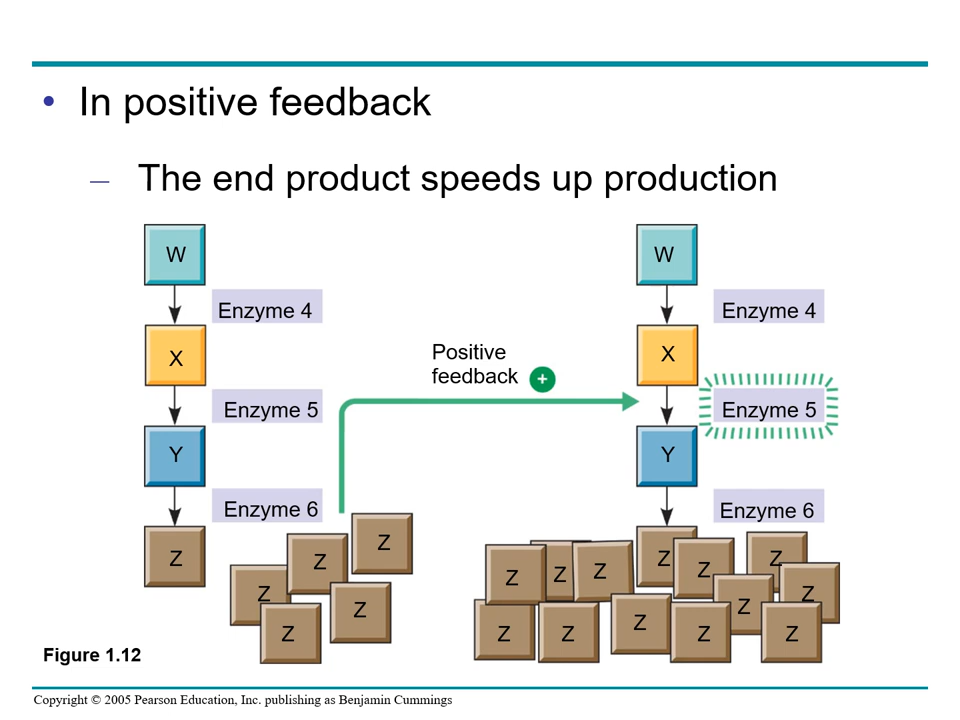 • In positive feedback
– The end product speeds up production
W
Enzyme 4
X
Enzyme 5
Y
Enzyme 6
Z
Z
Z
Z
Z
Z
Positive
feedback
+
W
Enzyme 4
X
Enzyme 5
Y
Enzyme 6
Z
Z
Z
Z
Z
Z
Z
Z
Z
Z
Z
Z
Z
Figure 1.12
Copyright © 2005 Pearson Education, Inc. publishing as Benjamin Cummings